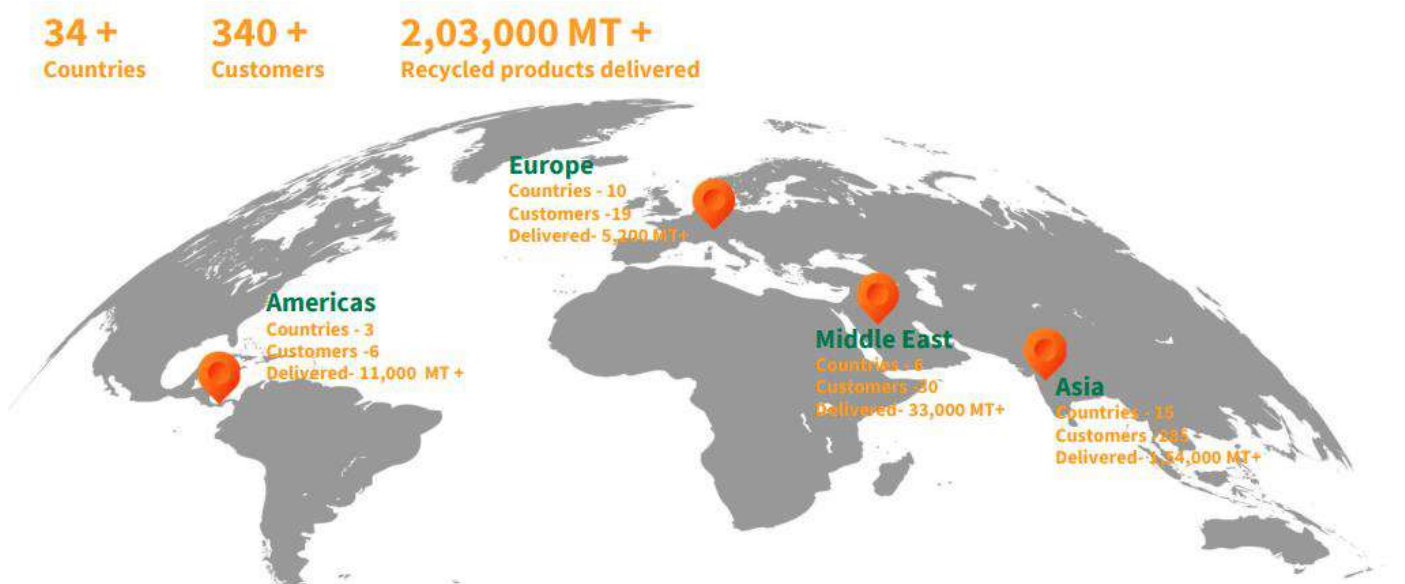 34 +
Countries
340 +
Customers
2,03,000 MT +
Recycled products delivered
Europe
Countries - 10
Customers -19
Delivered- 5,200 MT+
Americas
Countries - 3
Customers -6
Delivered- 11,000 MT +
Middle East
Countries - 6
Customers -30
Delivered- 33,000 MT+
Asia
Countries - 15
Customers -285
Delivered- 1,54,000 MT+